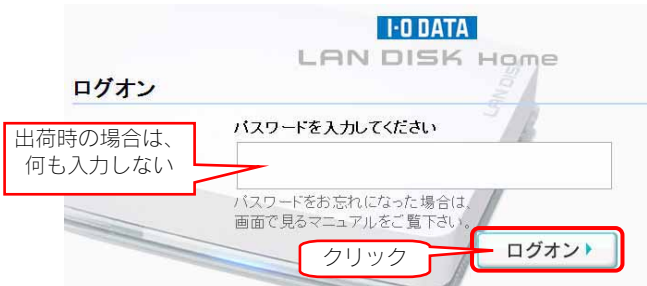 I-O DATA
LAN DISK Home
LAN DISK
ログオン
出荷時の場合は、
何も入力しない
パスワードを入力してください
パスワードをお忘れになった場合は、
画面で見るマニュアルをご覧下さい。
クリック
ログオン